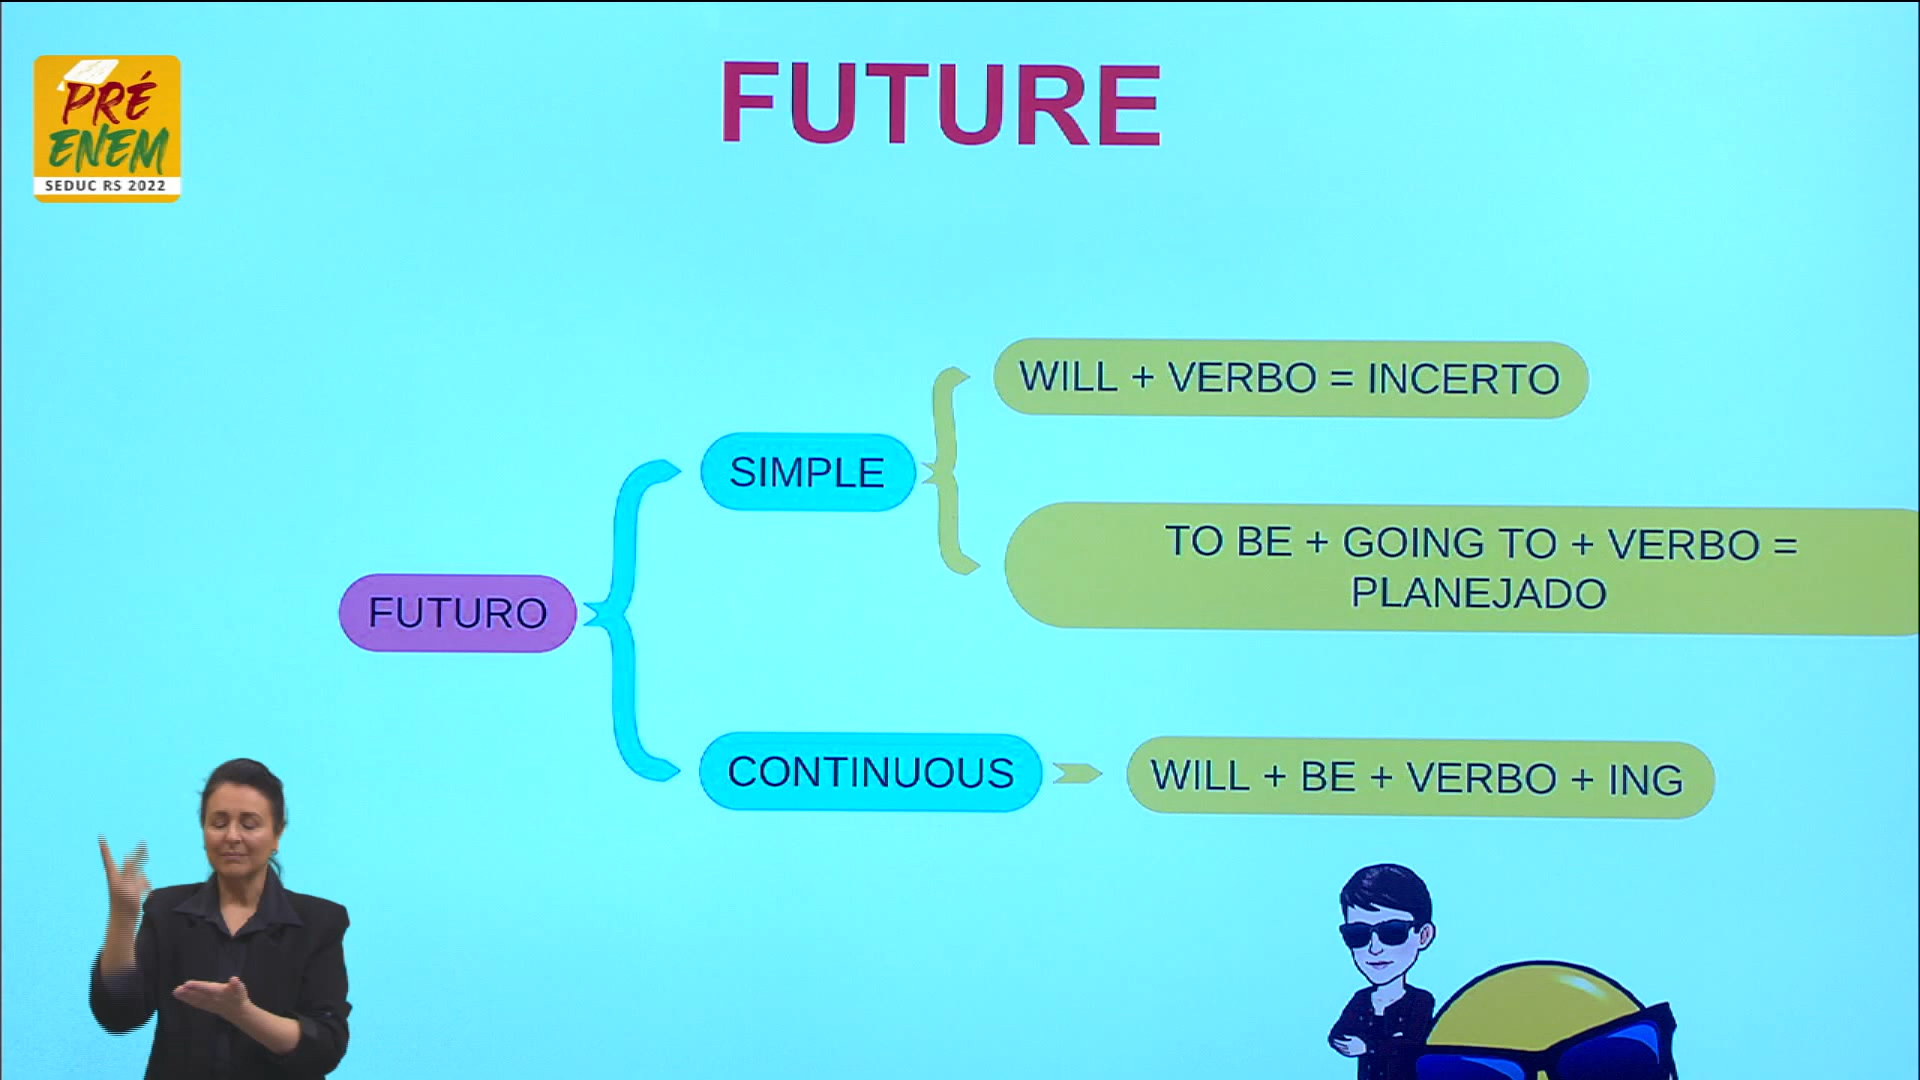 PRÉ
ENEM
SEDUC RS 2022
FUTURE
WILL + VERBO = INCERTO
SIMPLE
TO BE + GOING TO + VERBO =
PLANEJADO
FUTURO
CONTINUOUS
WILL + BE + VERBO + ING